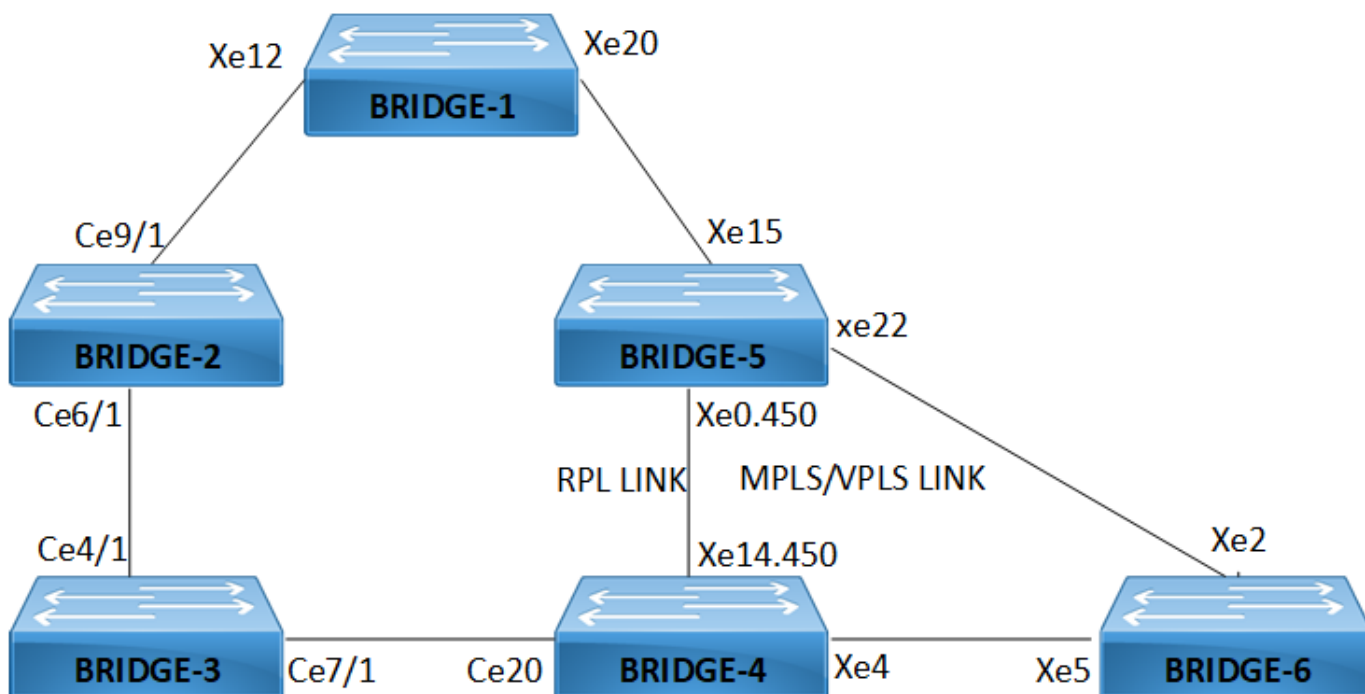 Xe12
Xe20
BRIDGE-1
Ce9/1
Xe15
BRIDGE-2
BRIDGE-5
xe22
Ce6/1
Xe0.450
RPL LINK
MPLS/VPLS LINK
Ce4/1
Xe14.450
Xe2
BRIDGE-3
Ce7/1
Ce20
BRIDGE-4
Xe4
Xe5
BRIDGE-6